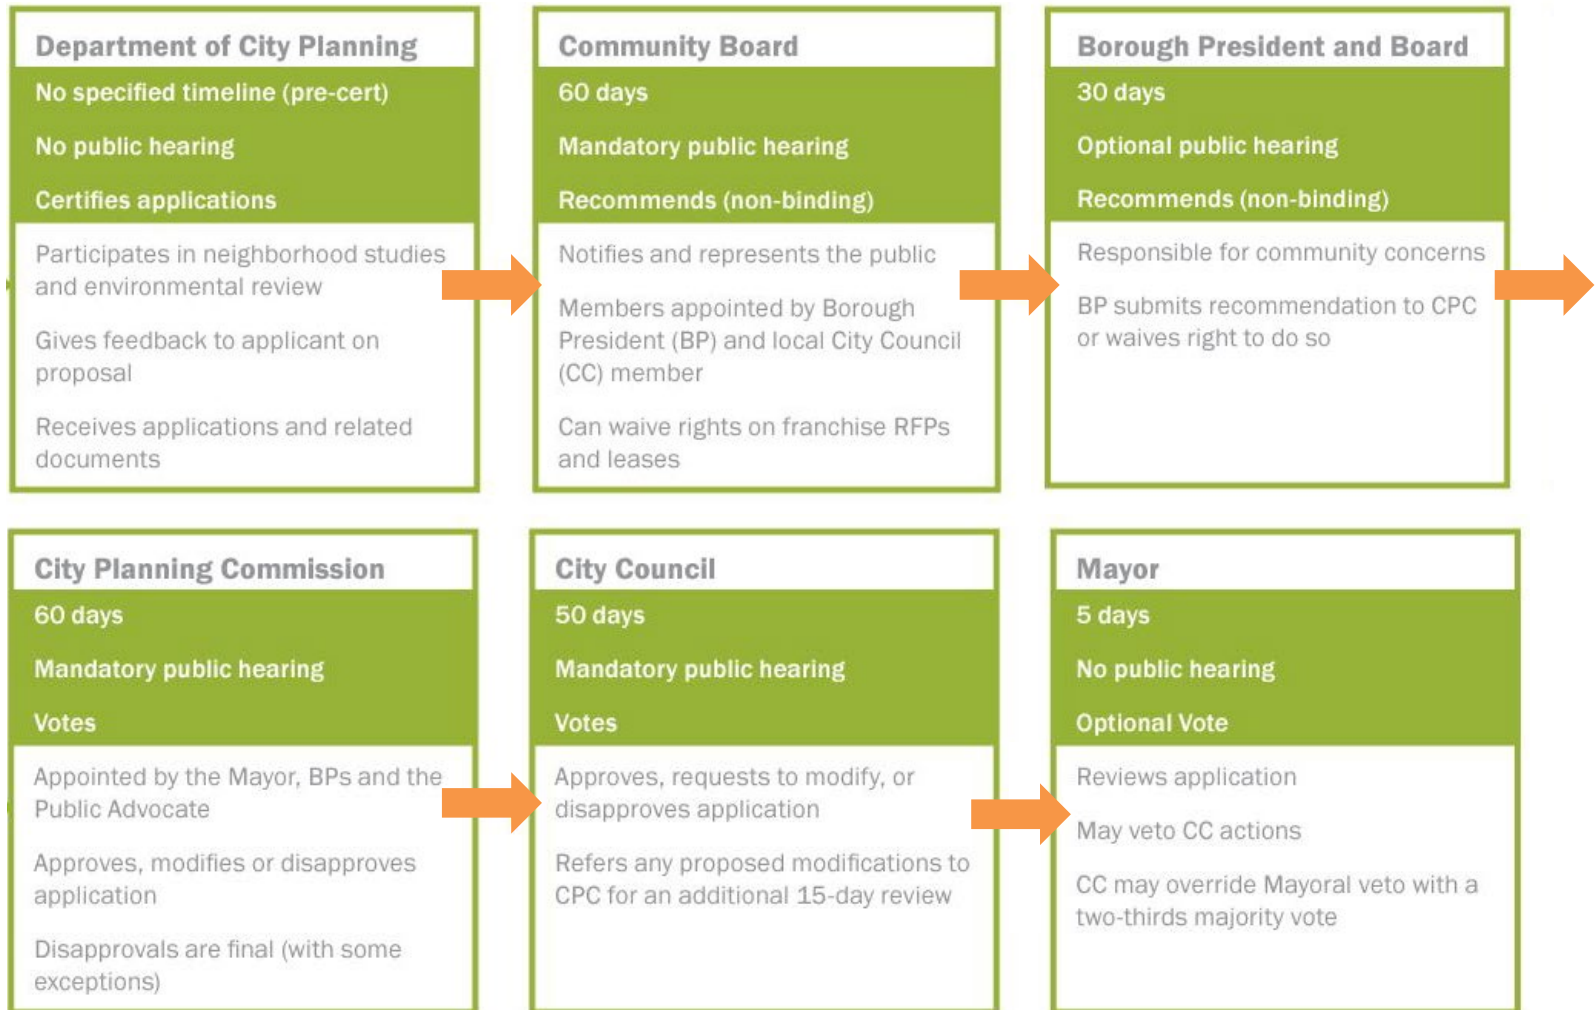 Department of City Planning
No specified timeline (pre-cert)
No public hearing
Certifies applications
Participates in neighborhood studies
and environmental review
Gives feedback to applicant on
proposal
Receives applications and related
documents
Community Board
60 days
Mandatory public hearing
Recommends (non-binding)
Notifies and represents the public
Members appointed by Borough
President (BP) and local City Council
(CC) member
Can waive rights on franchise RFPs
and leases
Borough President and Board
30 days
Optional public hearing
Recommends (non-binding)
Responsible for community concerns
BP submits recommendation to CPC
or waives right to do so
City Planning Commission
60 days
Mandatory public hearing
Votes
Appointed by the Mayor, BPs and the
Public Advocate
Approves, modifies or disapproves
application
Disapprovals are final (with some
exceptions)
City Council
50 days
Mandatory public hearing
Votes
Approves, requests to modify, or
disapproves application
Refers any proposed modifications to
CPC for an additional 15-day review
Mayor
5 days
No public hearing
Optional Vote
Reviews application
May veto CC actions
CC may override Mayoral veto with a
two-thirds majority vote